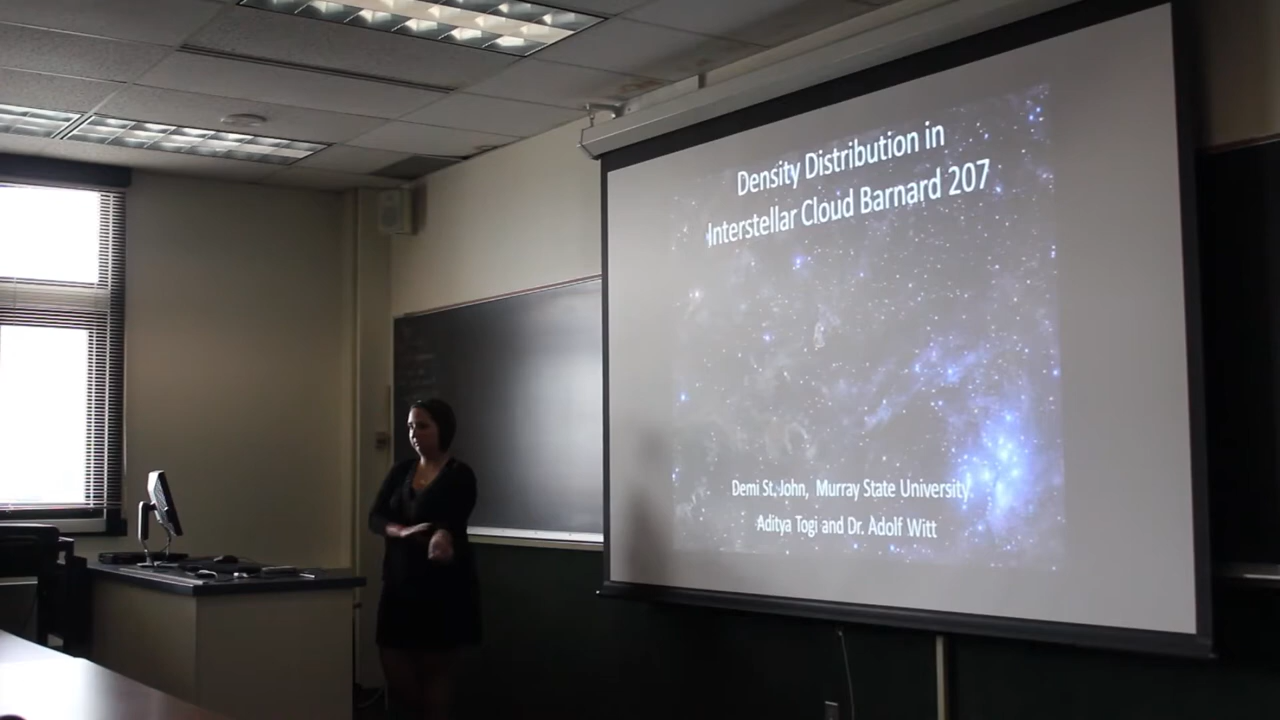 Density Distribution in
Interstellar Cloud Barnard 207
Demi St. John, Murray State University
Aditya Togi and Dr. Adolf Witt